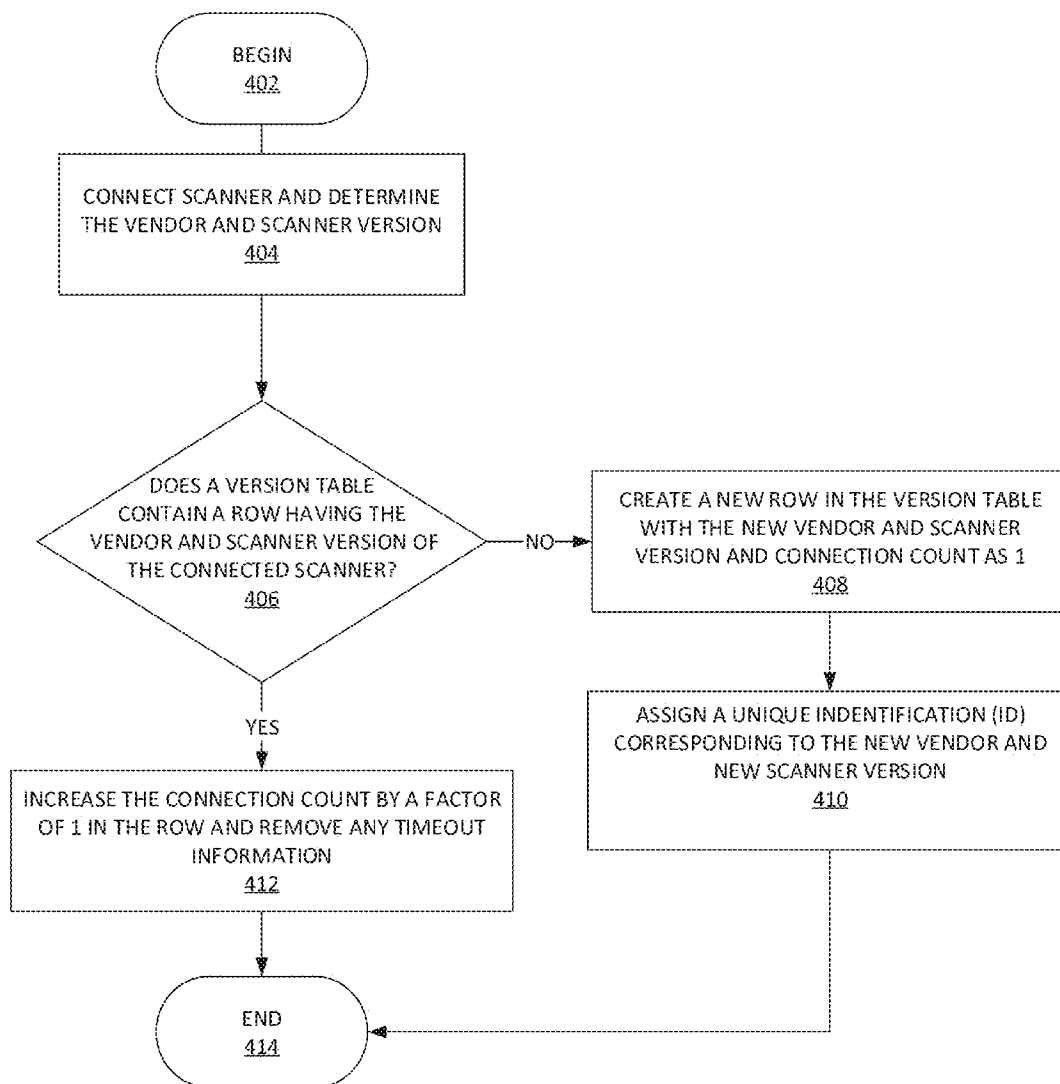 BEGIN
402
CONNECT SCANNER AND DETERMINE
THE VENDOR AND SCANNER VERSION
404
DOES A VERSION TABLE
CONTAIN A ROW HAVING THE
VENDOR AND SCANNER VERSION OF
THE CONNECTED SCANNER?
406
NO
CREATE A NEW ROW IN THE VERSION TABLE
WITH THE NEW VENDOR AND SCANNER
VERSION AND CONNECTION COUNT AS 1
408
ASSIGN A UNIQUE INDENTIFICATION (ID)
CORRESPONDING TO THE NEW VENDOR AND
NEW SCANNER VERSION
410
YES
INCREASE THE CONNECTION COUNT BY A FACTOR
OF 1 IN THE ROW AND REMOVE ANY TIMEOUT
INFORMATION
412
END
414